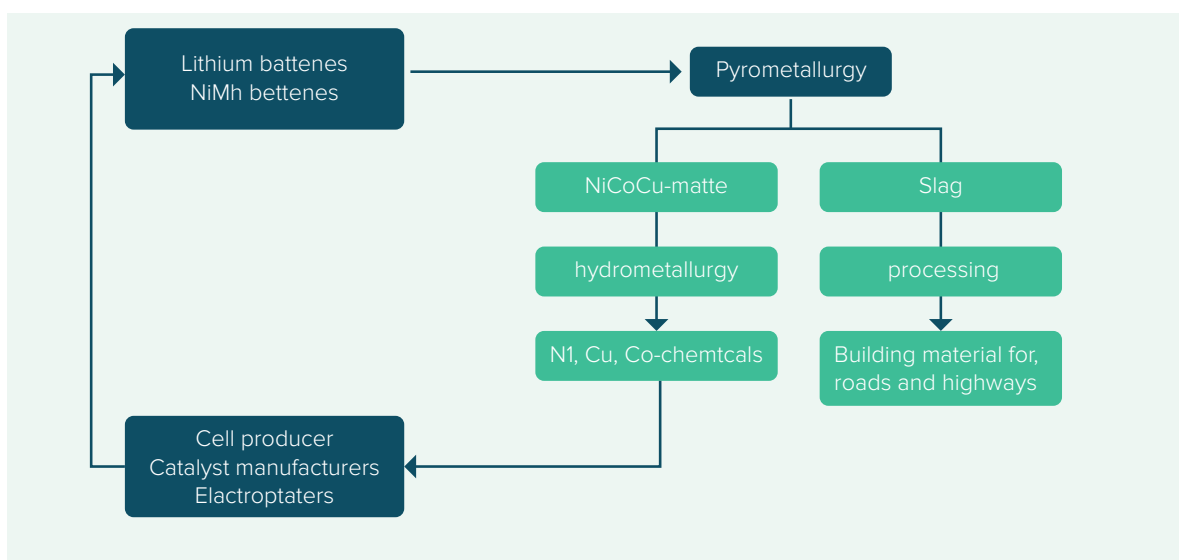 Lithium battenes
NiMh bettenes
Pyrometallurgy
NiCoCu-matte
Slag
hydrometallurgy
processing
N1, Cu, Co-chemtcals
Building material for,
roads and highways
Cell producer
Catalyst manufacturers
Elactroptaters